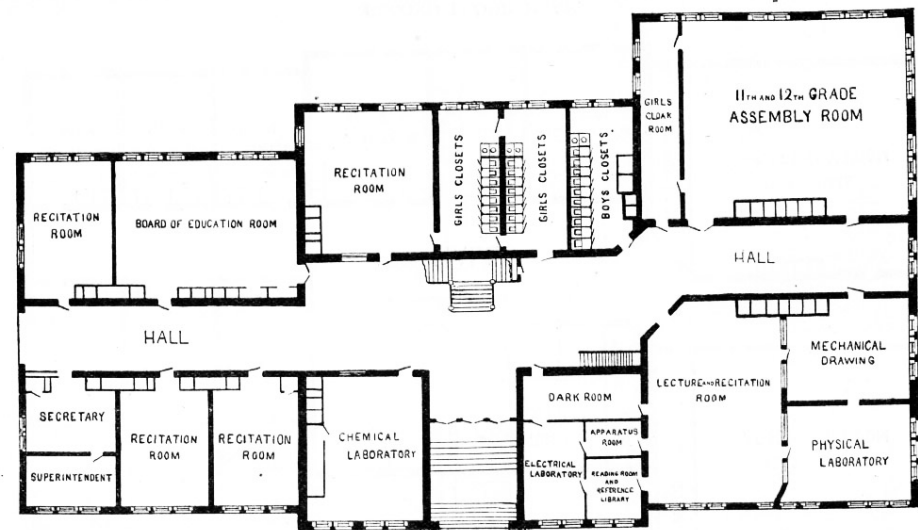 11TH AND 12TH GRADE
ASSEMBLY ROOM
GIRLS
CLOAK
ROOM
RECITATION
ROOM
GIRLS CLOSETS
GIRLS CLOSETS
BOYS CLOSETS
RECITATION
ROOM
BOARD OF EDUCATION ROOM
HALL
HALL
MECHANICAL
DRAWING
LECTURE AND RECITATION
ROOM
DARK ROOM
SECRETARY
RECITATION
ROOM
RECITATION
ROOM
CHEMICAL
LABORATORY
APPARATUS
ROOM
PHYSICAL
LABORATORY
SUPERINTENDENT
ELECTRICAL
LABORATORY
READING ROOM
AND
REFERENCE
LIBRARY